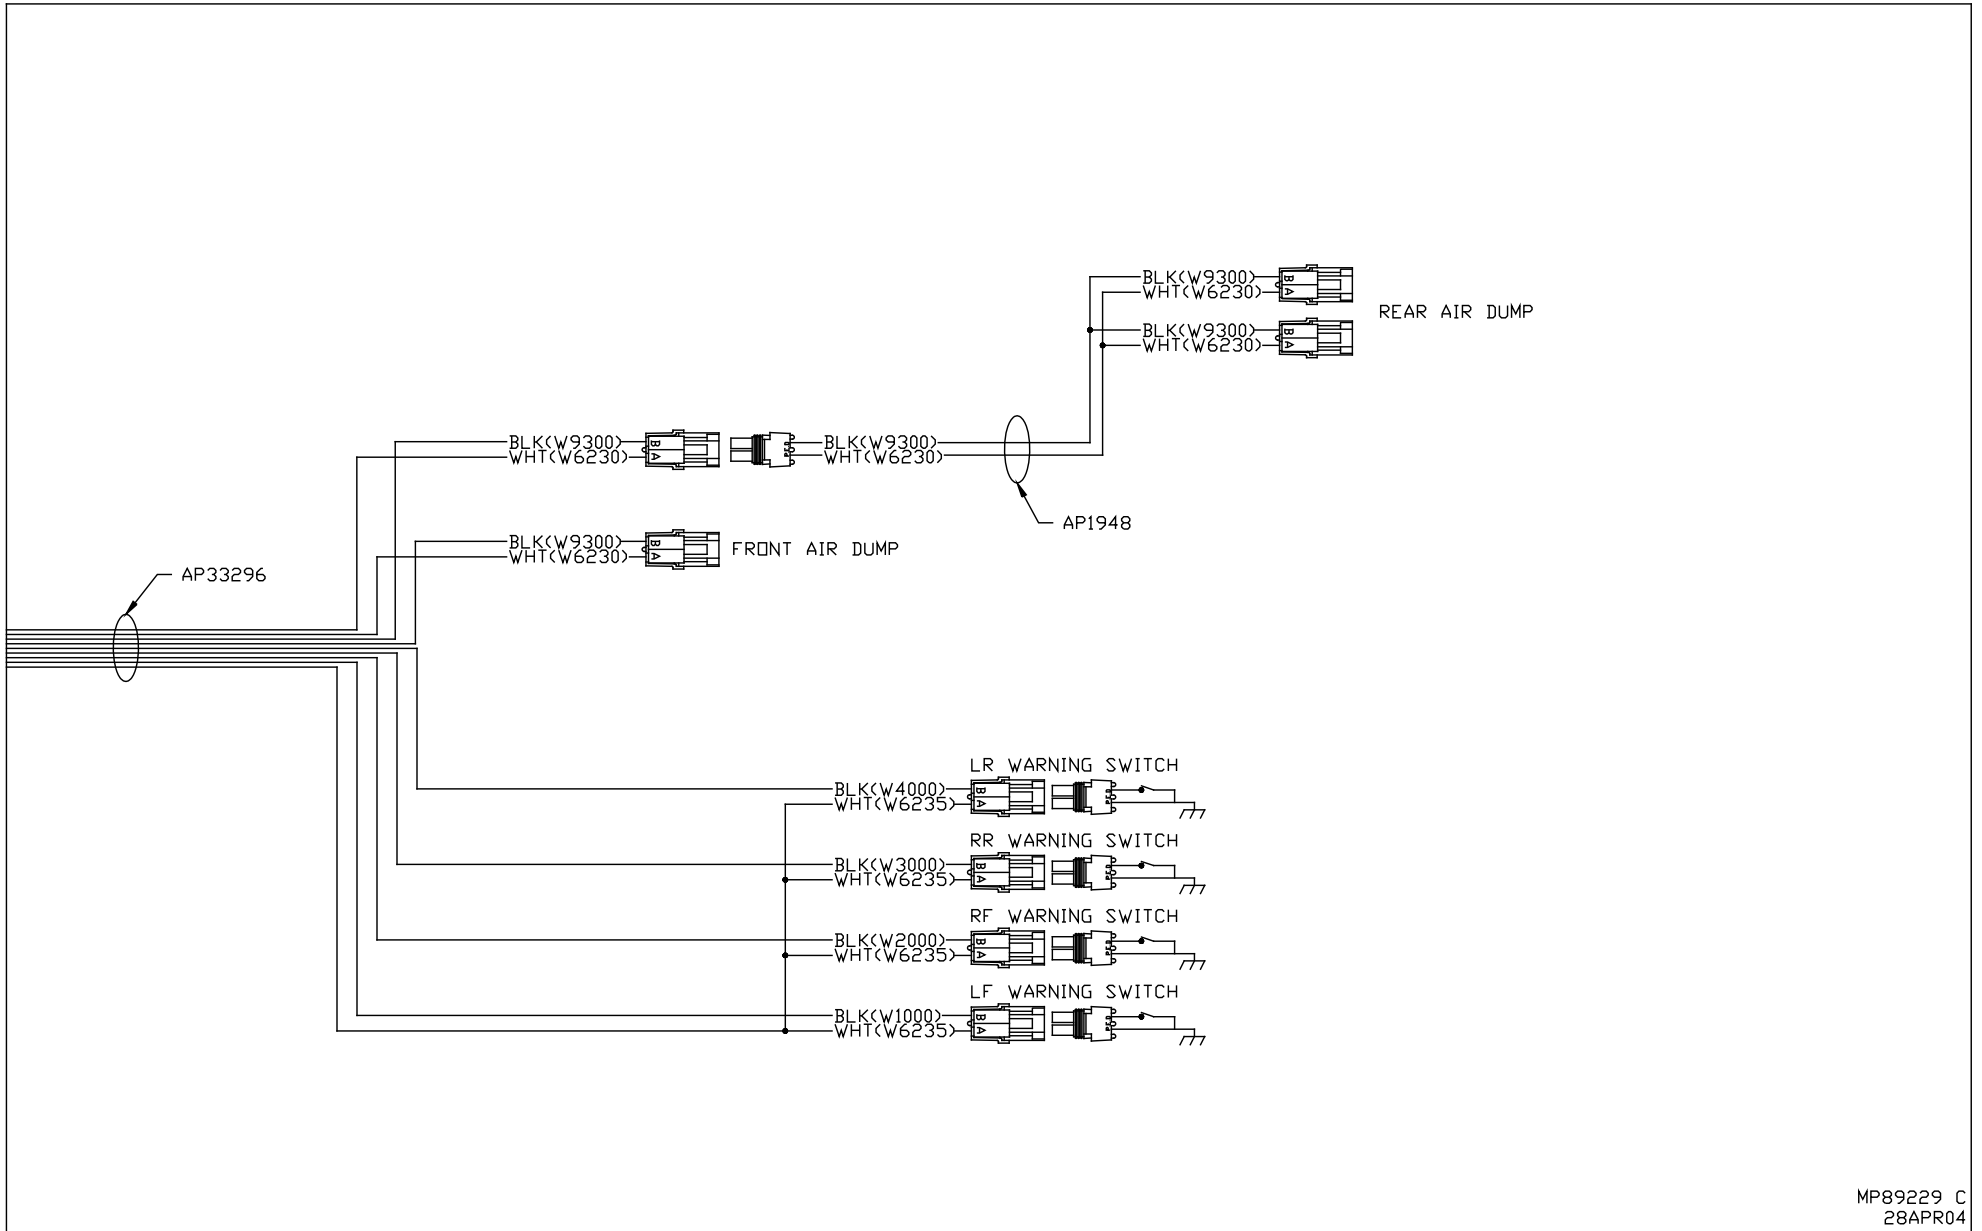 BLK(W9300) B
WHT(W6230) A
REAR AIR DUMP
BLK(W9300) B
WHT(W6230) A
BLK(W9300) B BLK(W9300)
WHT(W6230) A WHT(W6230)
AP1948
BLK(W9300) B
WHT(W6230) A
FRONT AIR DUMP
AP33296
LR WARNING SWITCH
BLK(W4000) B
WHT(W6235) A
RR WARNING SWITCH
BLK(W3000) B
WHT(W6235) A
RF WARNING SWITCH
BLK(W2000) B
WHT(W6235) A
LF WARNING SWITCH
BLK(W1000) B
WHT(W6235) A
MP89229 C
28APR04